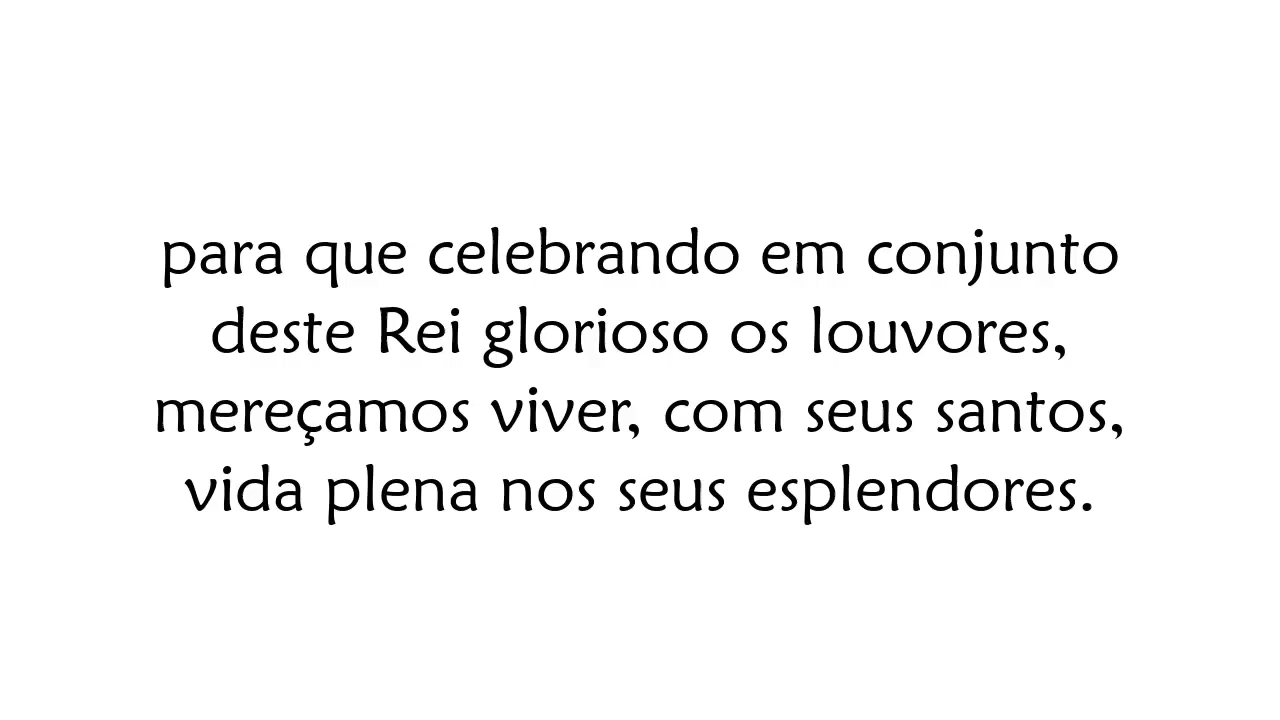 para que celebrando em conjunto
deste Rei glorioso os louvores,
mereçamos viver, com seus santos,
vida plena nos seus esplendores.